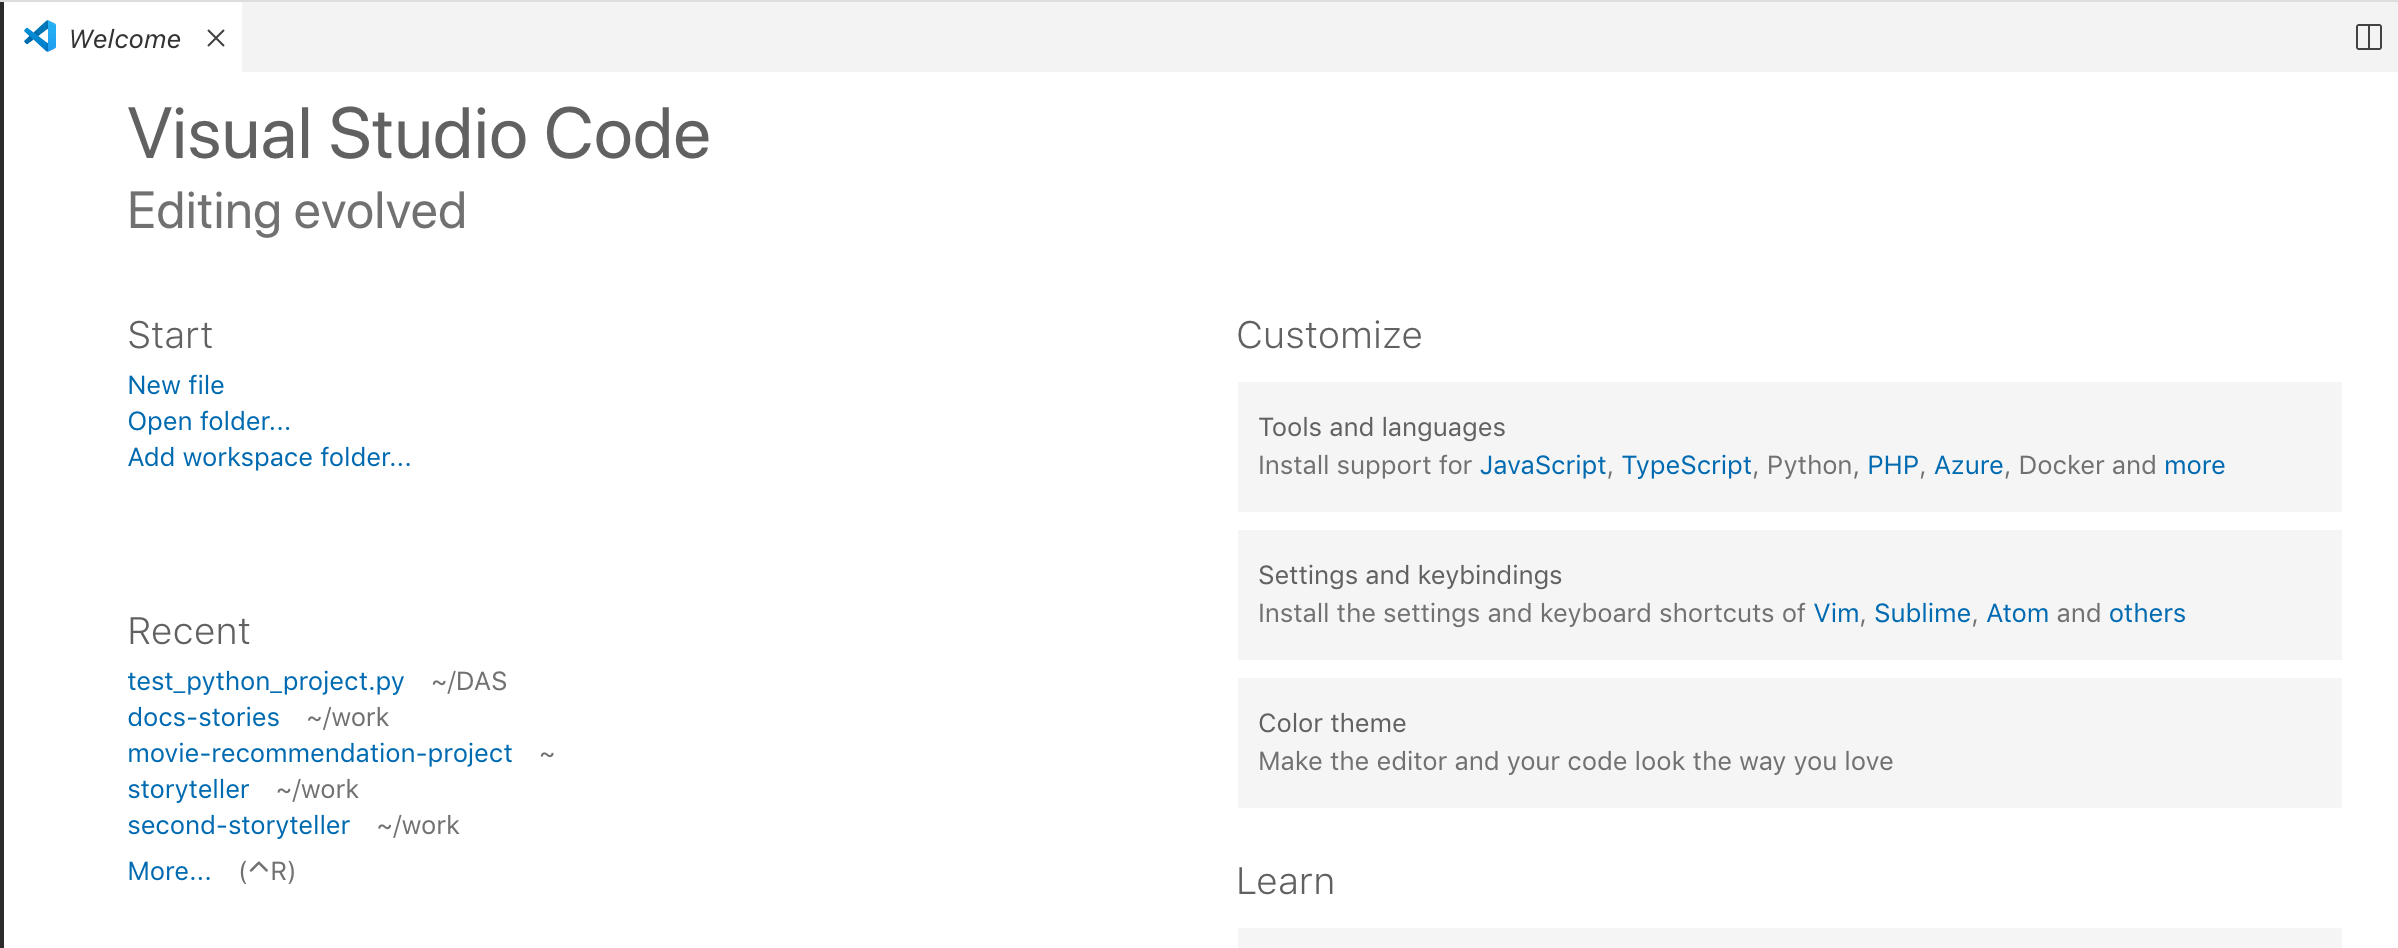 Welcome
Visual Studio Code
Editing evolved
Start
New file
Open folder...
Add workspace folder...
Recent
test_python_project.py ~/DAS
docs-stories ~/work
movie-recommendation-project ~
storyteller ~/work
second-storyteller ~/work
More... (^R)
Customize
Tools and languages
Install support for JavaScript, TypeScript, Python, PHP, Azure, Docker and more
Settings and keybindings
Install the settings and keyboard shortcuts of Vim, Sublime, Atom and others
Color theme
Make the editor and your code look the way you love
Learn